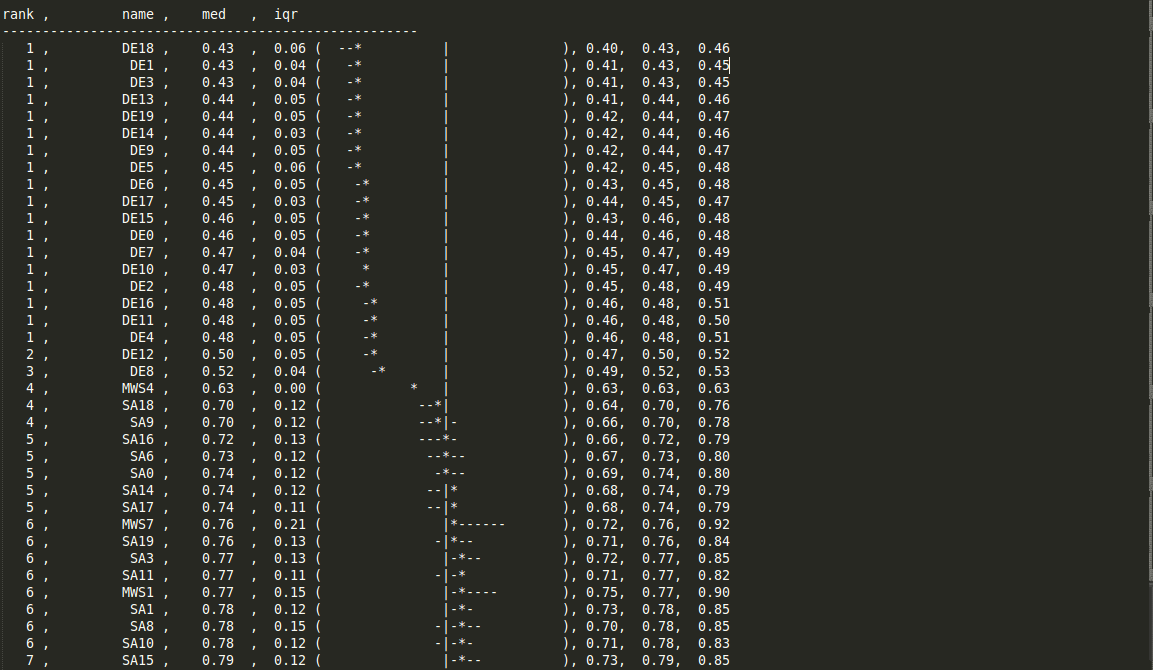 rank ,         name ,    med   ,  iqr
----------------------------------------------------
   1 ,         DE18 ,    0.43  ,  0.06 (  --*          |              ), 0.40,  0.43,  0.46
   1 ,          DE1 ,    0.43  ,  0.04 (   -*          |              ), 0.41,  0.43,  0.45
   1 ,          DE3 ,    0.43  ,  0.04 (   -*          |              ), 0.41,  0.43,  0.45
   1 ,         DE13 ,    0.44  ,  0.05 (   -*          |              ), 0.41,  0.44,  0.46
   1 ,         DE19 ,    0.44  ,  0.05 (   -*          |              ), 0.42,  0.44,  0.47
   1 ,         DE14 ,    0.44  ,  0.03 (   -*          |              ), 0.42,  0.44,  0.46
   1 ,          DE9 ,    0.44  ,  0.05 (   -*          |              ), 0.42,  0.44,  0.47
   1 ,          DE5 ,    0.45  ,  0.06 (   -*          |              ), 0.42,  0.45,  0.48
   1 ,          DE6 ,    0.45  ,  0.05 (    -*         |              ), 0.43,  0.45,  0.48
   1 ,         DE17 ,    0.45  ,  0.03 (    -*         |              ), 0.44,  0.45,  0.47
   1 ,         DE15 ,    0.46  ,  0.05 (    -*         |              ), 0.43,  0.46,  0.48
   1 ,          DE0 ,    0.46  ,  0.05 (    -*         |              ), 0.44,  0.46,  0.48
   1 ,          DE7 ,    0.47  ,  0.04 (    -*         |              ), 0.45,  0.47,  0.49
   1 ,         DE10 ,    0.47  ,  0.03 (     *         |              ), 0.45,  0.47,  0.49
   1 ,          DE2 ,    0.48  ,  0.05 (    -*         |              ), 0.45,  0.48,  0.49
   1 ,         DE16 ,    0.48  ,  0.05 (     -*        |              ), 0.46,  0.48,  0.51
   1 ,         DE11 ,    0.48  ,  0.05 (     -*        |              ), 0.46,  0.48,  0.50
   1 ,          DE4 ,    0.48  ,  0.05 (     -*        |              ), 0.46,  0.48,  0.51
   2 ,         DE12 ,    0.50  ,  0.05 (     -*        |              ), 0.47,  0.50,  0.52
   3 ,          DE8 ,    0.52  ,  0.04 (      -*       |              ), 0.49,  0.52,  0.53
   4 ,         MWS4 ,    0.63  ,  0.00 (           *   |              ), 0.63,  0.63,  0.63
   4 ,         SA18 ,    0.70  ,  0.12 (            --*|              ), 0.64,  0.70,  0.76
   4 ,          SA9 ,    0.70  ,  0.12 (            --*|-             ), 0.66,  0.70,  0.78
   5 ,         SA16 ,    0.72  ,  0.13 (            ---*-             ), 0.66,  0.72,  0.79
   5 ,          SA6 ,    0.73  ,  0.12 (             --*--            ), 0.67,  0.73,  0.80
   5 ,          SA0 ,    0.74  ,  0.12 (              -*--            ), 0.69,  0.74,  0.80
   5 ,         SA14 ,    0.74  ,  0.12 (             --|*             ), 0.68,  0.74,  0.79
   5 ,         SA17 ,    0.74  ,  0.11 (             --|*             ), 0.68,  0.74,  0.79
   6 ,         MWS7 ,    0.76  ,  0.21 (               |*------       ), 0.72,  0.76,  0.92
   6 ,         SA19 ,    0.76  ,  0.13 (              -|*--           ), 0.71,  0.76,  0.84
   6 ,          SA3 ,    0.77  ,  0.13 (               |-*--          ), 0.72,  0.77,  0.85
   6 ,         SA11 ,    0.77  ,  0.11 (              -|-*            ), 0.71,  0.77,  0.82
   6 ,         MWS1 ,    0.77  ,  0.15 (               |-*----        ), 0.75,  0.77,  0.90
   6 ,          SA1 ,    0.78  ,  0.12 (               |-*-           ), 0.73,  0.78,  0.85
   6 ,          SA8 ,    0.78  ,  0.15 (              -|-*--          ), 0.70,  0.78,  0.85
   6 ,         SA10 ,    0.78  ,  0.12 (              -|-*-           ), 0.71,  0.78,  0.83
   7 ,         SA15 ,    0.79  ,  0.12 (               |-*--          ), 0.73,  0.79,  0.85